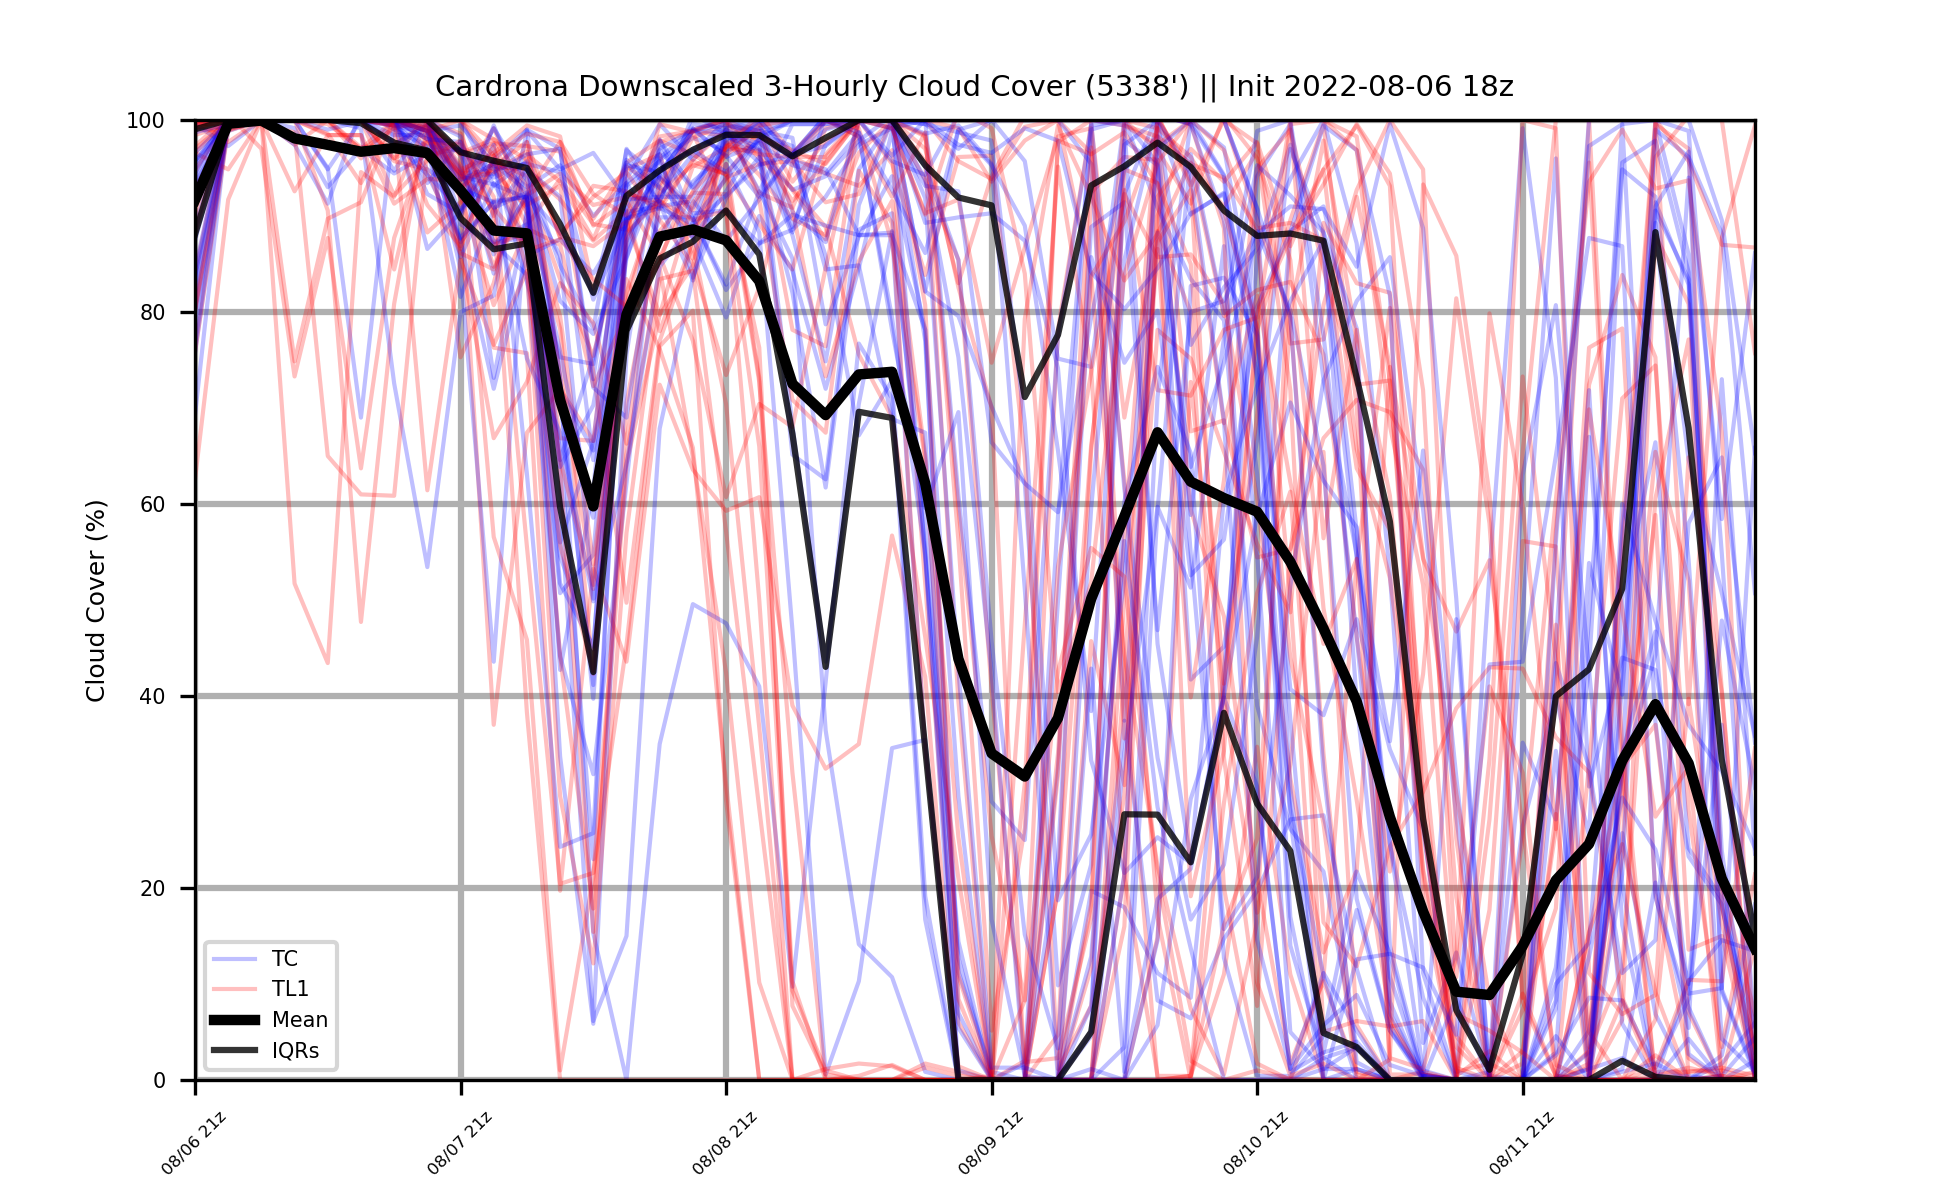 Cardrona Downscaled 3-Hourly Cloud Cover (5338') || Init 2022-08-06 18z
Cloud Cover (%)
100
80
60
40
20
0
TC
TL1
Mean
IQRs
08/06 21z
08/07 21z
08/08 21z
08/09 21z
08/10 21z
08/11 21z